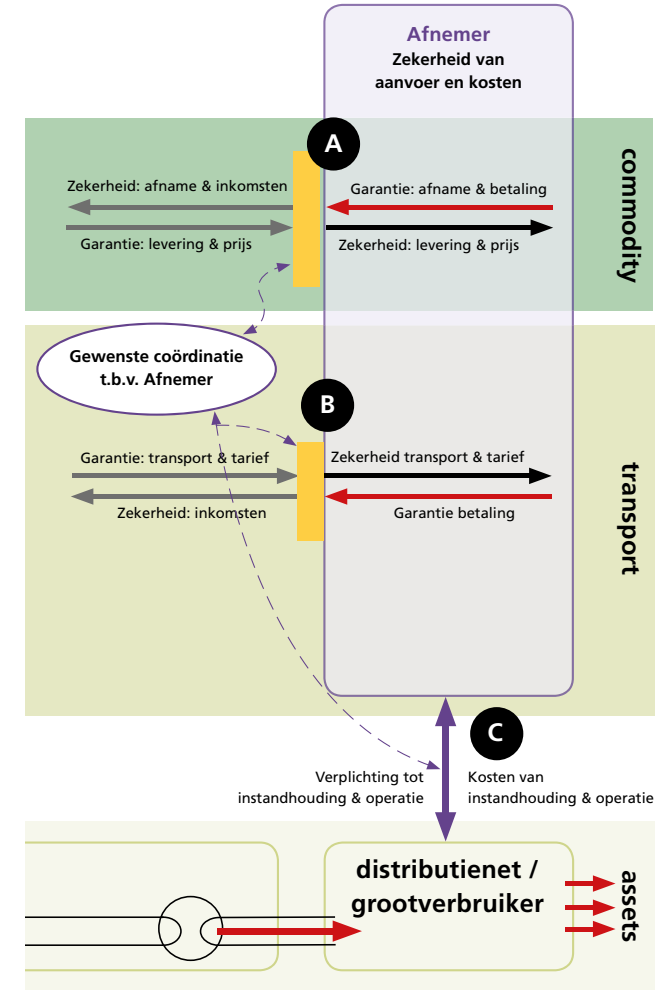 Afnemer
Zekerheid van
aanvoer en kosten
A
commodity
Zekerheid: afname & inkomsten
Garantie: afname & betaling
Garantie: levering & prijs
Zekerheid: levering & prijs
Gewenste coördinatie
t.b.v. Afnemer
B
transport
Garantie: transport & tarief
Zekerheid transport & tarief
Zekerheid: inkomsten
Garantie betaling
C
Verplichting tot
instandhouding & operatie
Kosten van
instandhouding & operatie
distributienet /
grootverbruiker
assets